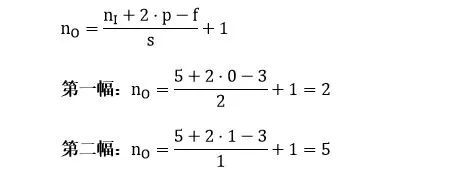 n_O = (n_I + 2 · p − f) / s + 1
第一幅: n_O = (5 + 2 · 0 − 3) / 2 + 1 = 2
第二幅: n_O = (5 + 2 · 1 − 3) / 1 + 1 = 5